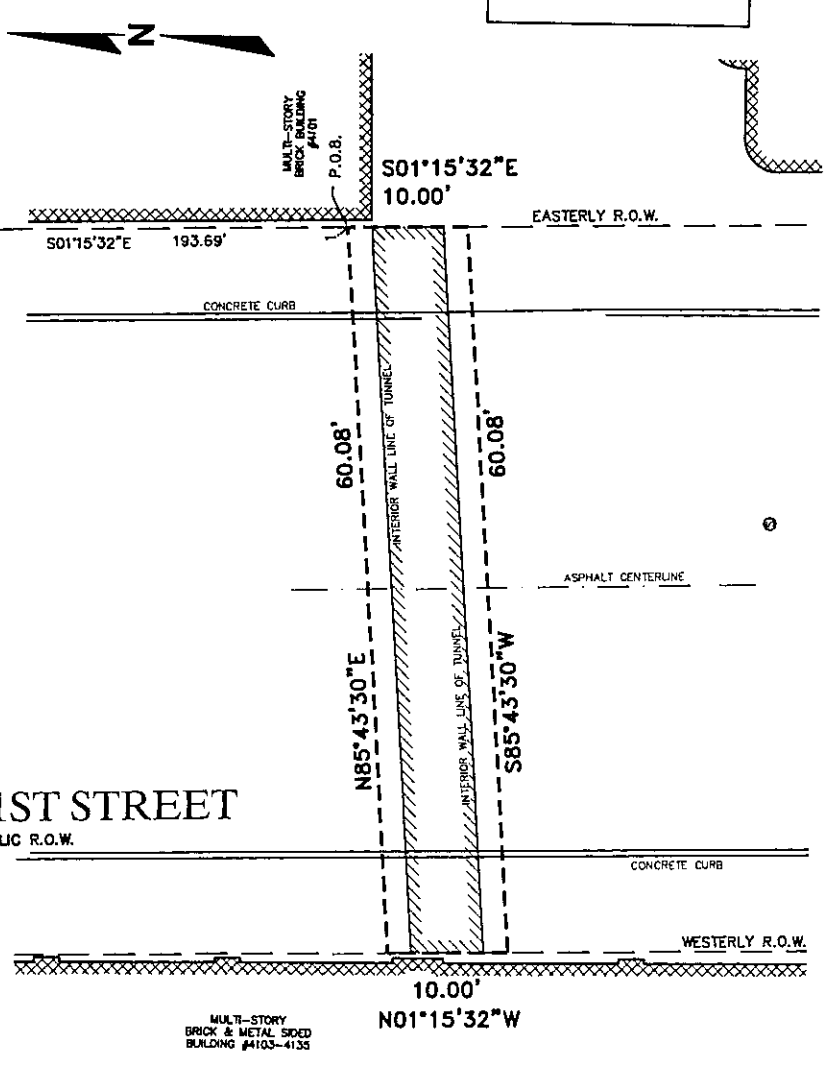 N
MULTI-STORY
BRICK BUILDING
#4101
P.O.B.
S01°15'32"E
10.00'
EASTERLY R.O.W.
S01°15'32"E 193.69'
CONCRETE CURB
INTERIOR WALL LINE OF TUNNEL
60.08'
60.08'
ASPHALT CENTERLINE
N85°43'30"E
INTERIOR WALL LINE OF TUNNEL
S85°43'30"W
1ST STREET
LIC R.O.W.
CONCRETE CURB
WESTERLY R.O.W.
10.00'
N01°15'32"W
MULTI-STORY
BRICK & METAL SIDED
BUILDING #4103-4135